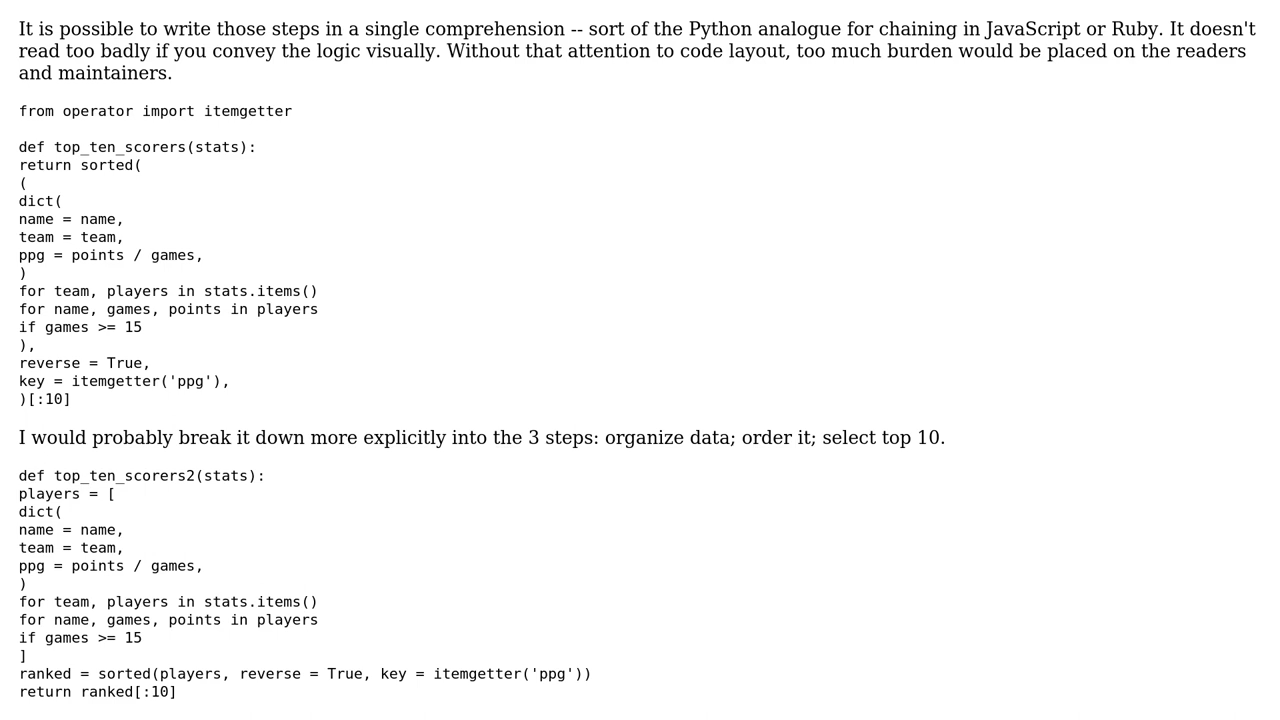 It is possible to write those steps in a single comprehension -- sort of the Python analogue for chaining in JavaScript or Ruby. It doesn't
read too badly if you convey the logic visually. Without that attention to code layout, too much burden would be placed on the readers
and maintainers.
from operator import itemgetter
def top_ten_scorers(stats):
return sorted(
(
dict(
name = name,
team = team,
ppg = points / games,
)
for team, players in stats.items()
for name, games, points in players
if games >= 15
),
reverse = True,
key = itemgetter('ppg'),
)[:10]
I would probably break it down more explicitly into the 3 steps: organize data; order it; select top 10.
def top_ten_scorers2(stats):
players = [
dict(
name = name,
team = team,
ppg = points / games,
)
for team, players in stats.items()
for name, games, points in players
if games >= 15
]
ranked = sorted(players, reverse = True, key = itemgetter('ppg'))
return ranked[:10]